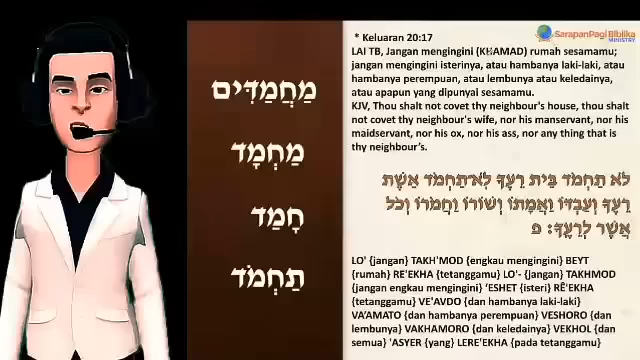 SarapanPagi Biblika
MINISTRY
מַחֲמַדִּים
מַחְמָד
חָמַד
תַחְמֹד
* Keluaran 20:17
LAI TB, Jangan mengingini (KHAMAD) rumah sesamamu;
jangan mengingini isterinya, atau hambanya laki-laki, atau
hambanya perempuan, atau lembunya atau keledainya,
atau apapun yang dipunyai sesamamu.
KJV, Thou shalt not covet thy neighbour's house, thou shalt
not covet thy neighbour's wife, nor his manservant, nor his
maidservant, nor his ox, nor his ass, nor any thing that is
thy neighbour's.
לֹא תַחְמֹד בֵּית רֵעֶךָ לֹא־תַחְמֹד אֵשֶׁת
רֵעֶךָ וְעַבְדּוֹ וַאֲמָתוֹ וְשׁוֹרוֹ וַחֲמֹרוֹ וְכֹל
אֲשֶׁר לְרֵעֶךָ׃ פ
LO' {jangan} TAKH'MOD {engkau mengingini} BEYT
{rumah} RE'EKHA {tetanggamu} LO'- {jangan} TAKHMOD
{jangan engkau mengingini} 'ESHET {isteri} RÊ'EKHA
{tetanggamu} VE'AVDO {dan hambanya laki-laki}
VA'AMATO {dan hambanya perempuan} VESHORO {dan
lembunya} VAKHAMORO {dan keledainya} VEKHOL {dan
semua} 'ASYER {yang} LERE'EKHA {pada tetanggamu}